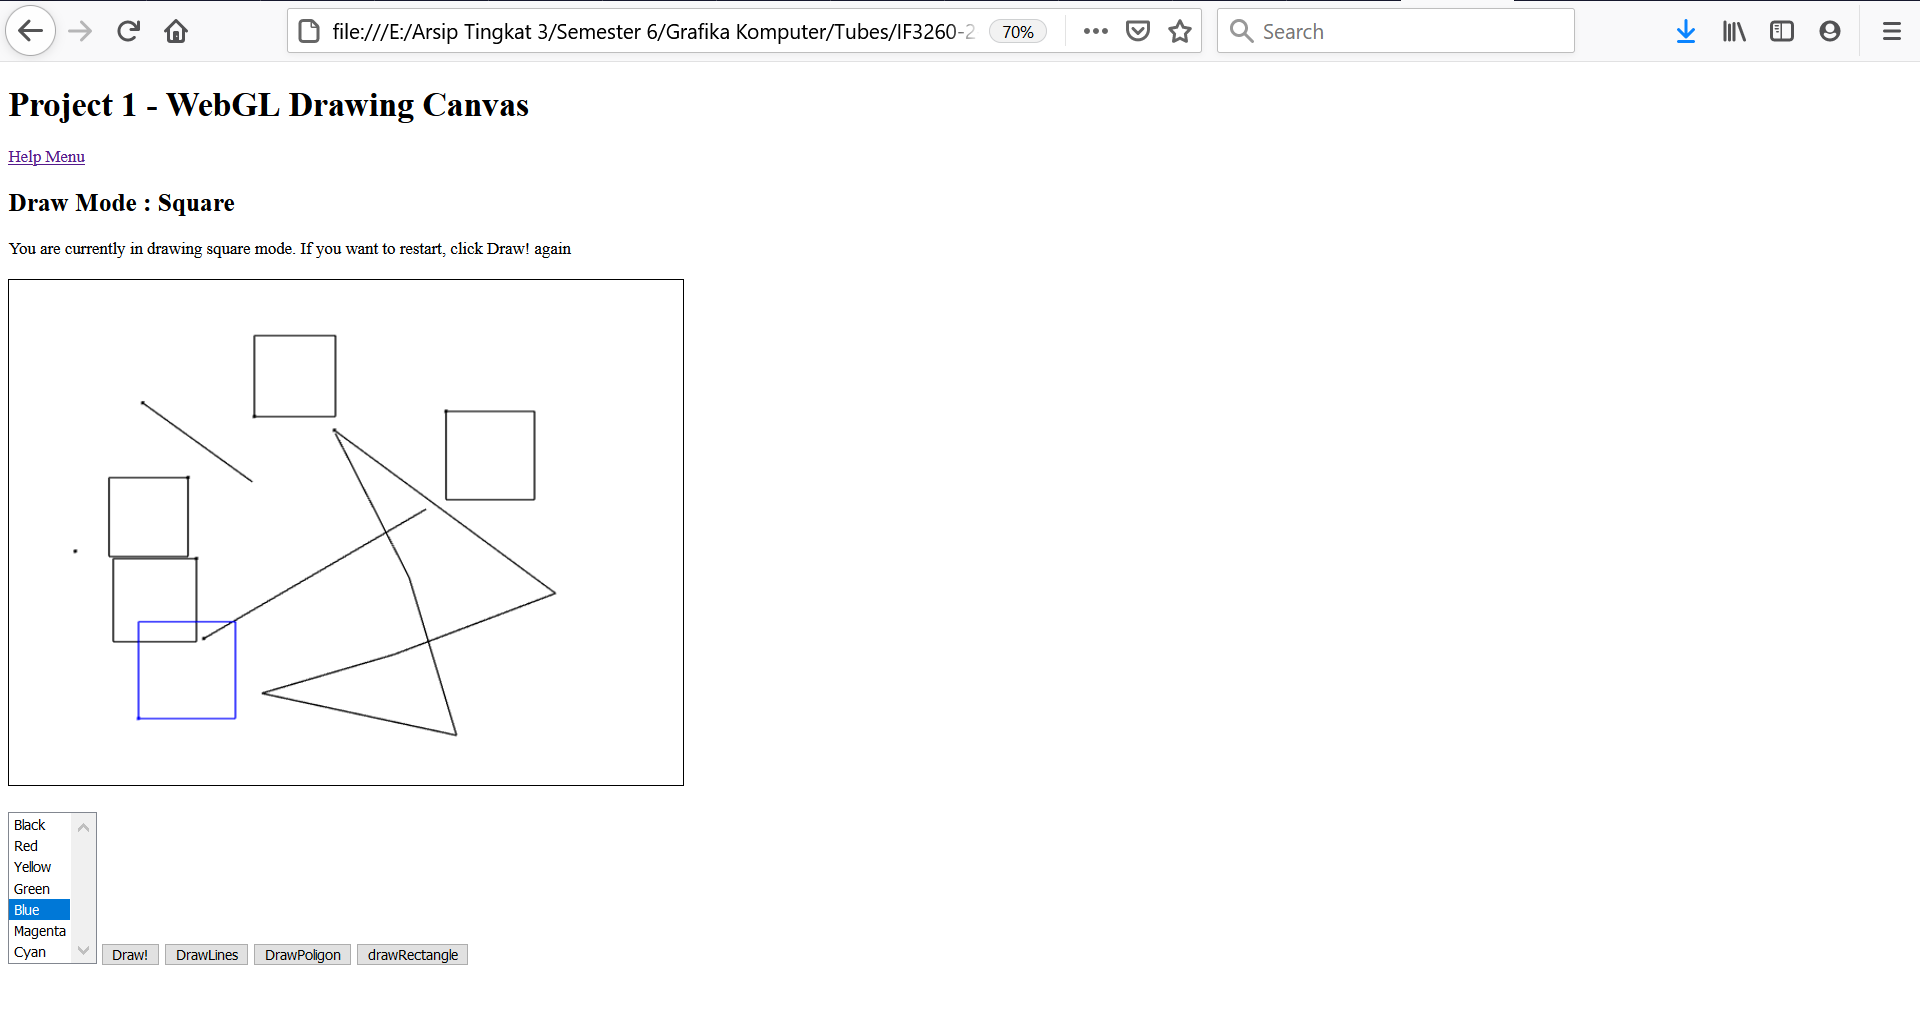 file:///E:/Arsip Tingkat 3/Semester 6/Grafika Komputer/Tubes/IF3260-2
70%
Search
Project 1 - WebGL Drawing Canvas
Help Menu
Draw Mode : Square
You are currently in drawing square mode. If you want to restart, click Draw! again
Black
Red
Yellow
Green
Blue
Magenta
Cyan
Draw! DrawLines DrawPoligon drawRectangle